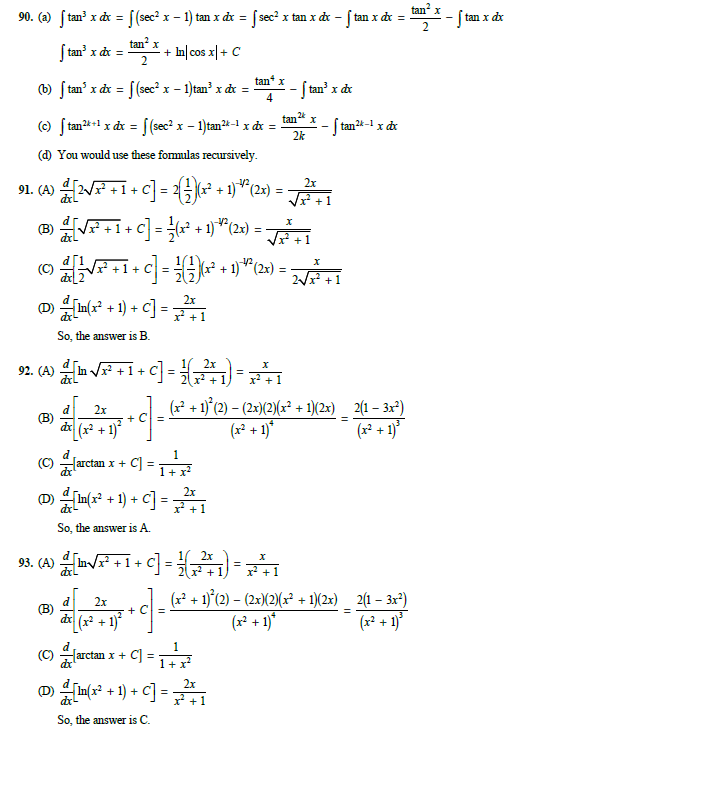 90. (a) ∫ tan³ x dx = ∫(sec² x − 1) tan x dx = ∫ sec² x tan x dx − ∫ tan x dx = tan² x / 2 − ∫ tan x dx
∫ tan³ x dx = tan² x / 2 + ln|cos x| + C
(b) ∫ tan⁵ x dx = ∫(sec² x − 1)tan³ x dx = tan⁴ x / 4 − ∫ tan³ x dx
(c) ∫ tan²ᵏ⁺¹ x dx = ∫(sec² x − 1)tan²ᵏ⁻¹ x dx = tan²ᵏ x / 2k − ∫ tan²ᵏ⁻¹ x dx
(d) You would use these formulas recursively.
91. (A) d/dx[2√(x² + 1) + C] = 2(1/2)(x² + 1)^(-1/2)(2x) = 2x / √(x² + 1)
(B) d/dx[√(x² + 1) + C] = 1/2(x² + 1)^(-1/2)(2x) = x / √(x² + 1)
(C) d/dx[1/2√(x² + 1) + C] = 1/2(1/2)(x² + 1)^(-1/2)(2x) = x / 2√(x² + 1)
(D) d/dx[ln(x² + 1) + C] = 2x / x² + 1
So, the answer is B.
92. (A) d/dx[ln √(x² + 1) + C] = 1/2(2x / x² + 1) = x / x² + 1
(B) d/dx[2x / (x² + 1)² + C] = (x² + 1)²(2) − (2x)(2)(x² + 1)(2x) / (x² + 1)⁴ = 2(1 − 3x²) / (x² + 1)³
(C) d/dx[arctan x + C] = 1 / 1 + x²
(D) d/dx[ln(x² + 1) + C] = 2x / x² + 1
So, the answer is A.
93. (A) d/dx[ln√(x² + 1) + C] = 1/2(2x / x² + 1) = x / x² + 1
(B) d/dx[2x / (x² + 1)² + C] = (x² + 1)²(2) − (2x)(2)(x² + 1)(2x) / (x² + 1)⁴ = 2(1 − 3x²) / (x² + 1)³
(C) d/dx[arctan x + C] = 1 / 1 + x²
(D) d/dx[ln(x² + 1) + C] = 2x / x² + 1
So, the answer is C.